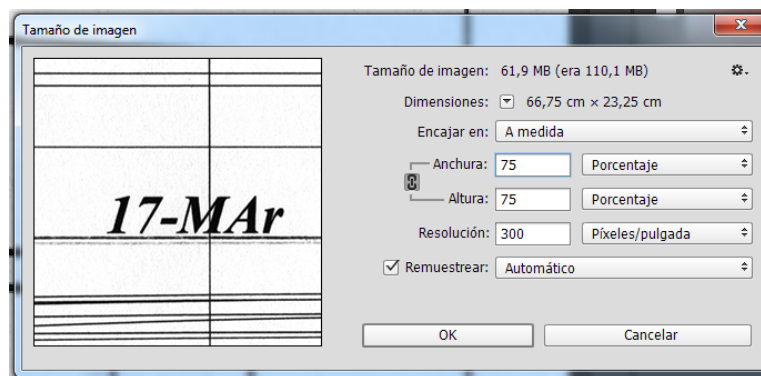 Tamaño de imagen
X
Tamaño de imagen: 61,9 MB (era 110,1 MB)
Dimensiones: 66,75 cm × 23,25 cm
Encajar en: A medida
Anchura: 75 Porcentaje
Altura: 75 Porcentaje
Resolución: 300 Píxeles/pulgada
Remuestrear: Automático
17-MAr
OK Cancelar